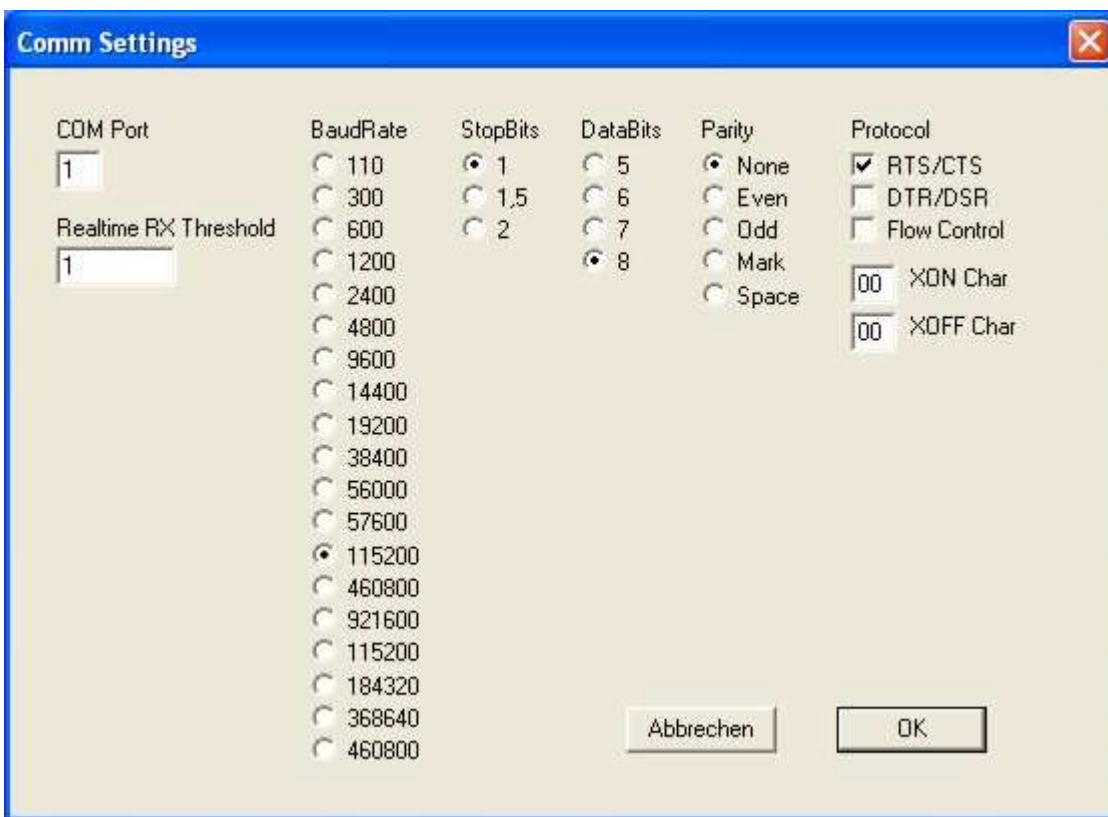 Comm Settings
COM Port
1
Realtime RX Threshold
1
BaudRate
110
300
600
1200
2400
4800
9600
14400
19200
38400
56000
57600
115200
460800
921600
115200
184320
368640
460800
StopBits
1
1,5
2
DataBits
5
6
7
8
Parity
None
Even
Odd
Mark
Space
Protocol
RTS/CTS
DTR/DSR
Flow Control
00 XON Char
00 XOFF Char
Abbrechen
OK